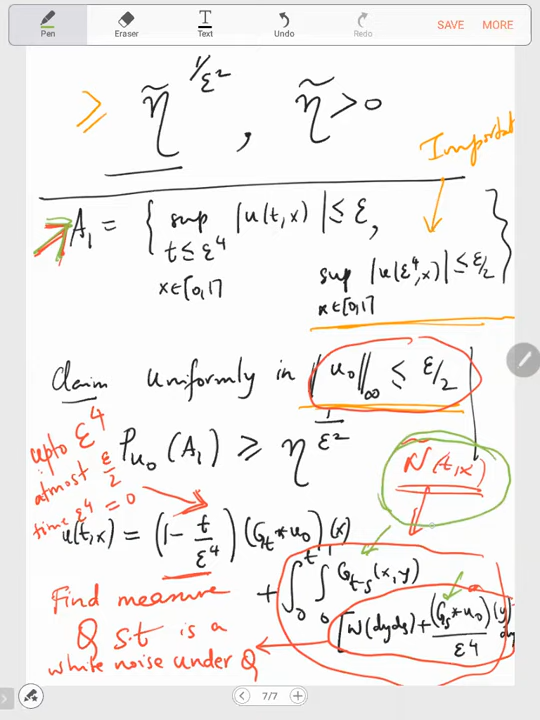 Pen Eraser Text Undo Redo SAVE MORE
≥ η̃^{1/ε²}, η̃ > 0
Important
A₁ = { sup_{t ≤ ε⁴, x∈[0,1]} |u(t,x)| ≤ ε,
sup_{x∈[0,1]} |u(ε⁴,x)| ≤ ε/2 }
Claim uniformly in ‖u₀‖_∞ ≤ ε/2
P_{u₀}(A₁) ≥ η^{1/ε²}
upto ε⁴
atmost ε/2
time ε⁴ = 0
N(t,x)
u(t,x) = (1 - t/ε⁴) (G_t * u₀)(x)
+ ∫₀^t ∫₀^1 G_{t-s}(x,y)
[W(dyds) + (G_s * u₀)/ε⁴ (y)
Find measure
Q s.t is a
white noise under Q
7/7